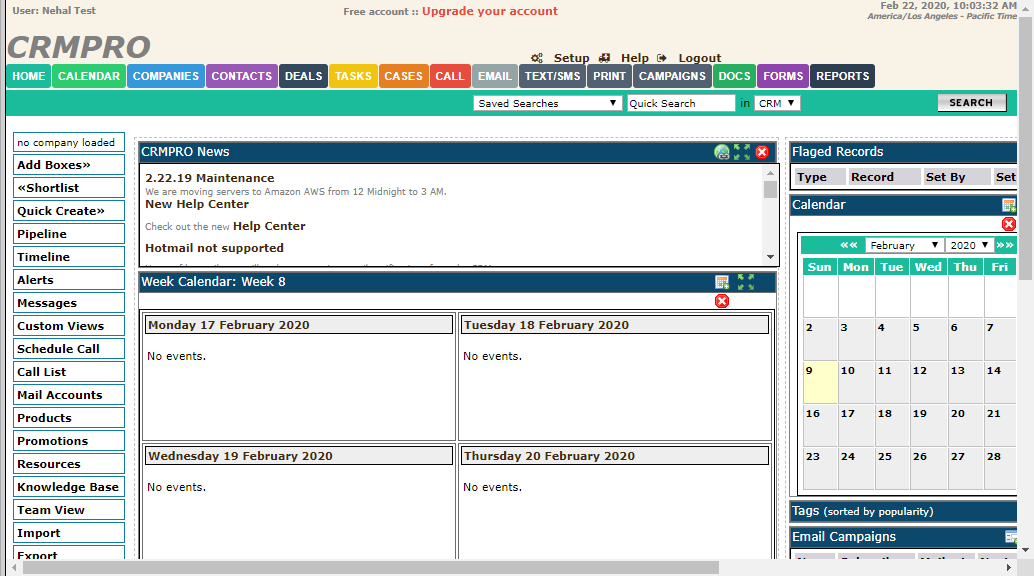 User: Nehal Test
Free account :: Upgrade your account
Feb 22, 2020, 10:03:32 AM
America/Los Angeles - Pacific Time
CRMPRO
Setup Help Logout
HOME CALENDAR COMPANIES CONTACTS DEALS TASKS CASES CALL EMAIL TEXT/SMS PRINT CAMPAIGNS DOCS FORMS REPORTS
Saved Searches Quick Search in CRM SEARCH
no company loaded
Add Boxes»
«Shortlist
Quick Create»
Pipeline
Timeline
Alerts
Messages
Custom Views
Schedule Call
Call List
Mail Accounts
Products
Promotions
Resources
Knowledge Base
Team View
Import
Export
CRMPRO News
2.22.19 Maintenance
We are moving servers to Amazon AWS from 12 Midnight to 3 AM.
New Help Center
Check out the new Help Center
Hotmail not supported
Week Calendar: Week 8
Monday 17 February 2020
No events.
Tuesday 18 February 2020
No events.
Wednesday 19 February 2020
No events.
Thursday 20 February 2020
No events.
Flaged Records
Type Record Set By Set
Calendar
«« February 2020 »»
Sun Mon Tue Wed Thu Fri
2 3 4 5 6 7
9 10 11 12 13 14
16 17 18 19 20 21
23 24 25 26 27 28
Tags (sorted by popularity)
Email Campaigns